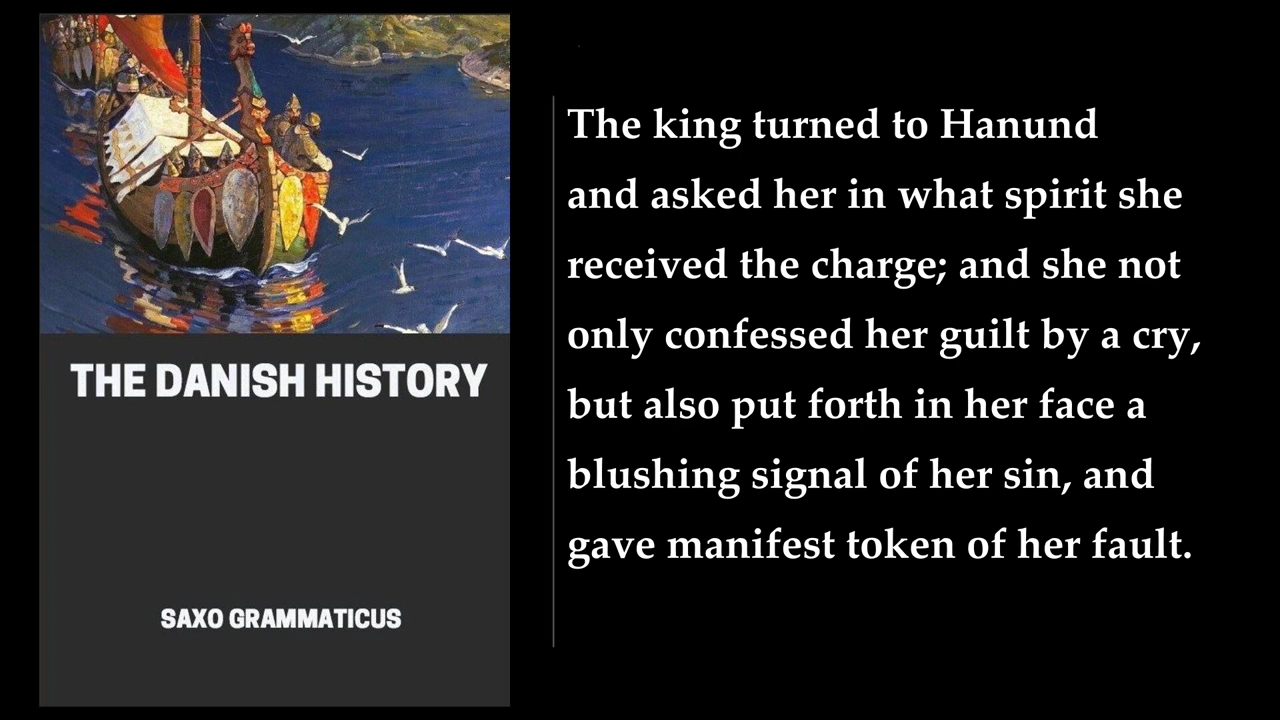 THE DANISH HISTORY
SAXO GRAMMATICUS
The king turned to Hanund
and asked her in what spirit she
received the charge; and she not
only confessed her guilt by a cry,
but also put forth in her face a
blushing signal of her sin, and
gave manifest token of her fault.